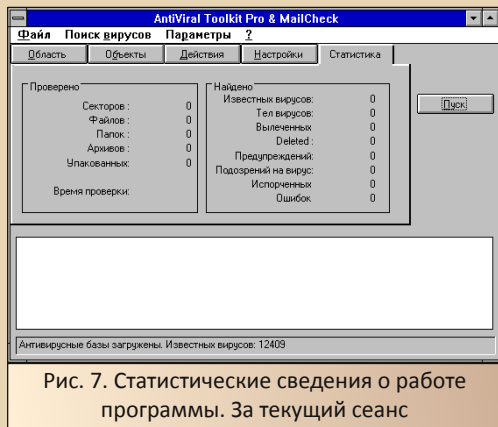 AntiViral Toolkit Pro & MailCheck
Файл Поиск вирусов Параметры ?
Область Объекты Действия Настройки Статистика
Проверено
Секторов : 0
Файлов : 0
Папок : 0
Архивов : 0
Упакованных: 0
Время проверки:
Найдено
Известных вирусов: 0
Тел вирусов: 0
Вылеченных 0
Deleted : 0
Предупреждений: 0
Подозрений на вирус: 0
Испорченных 0
Ошибок 0
Пуск
Антивирусные базы загружены. Известных вирусов: 12409
Рис. 7. Статистические сведения о работе
программы. За текущий сеанс